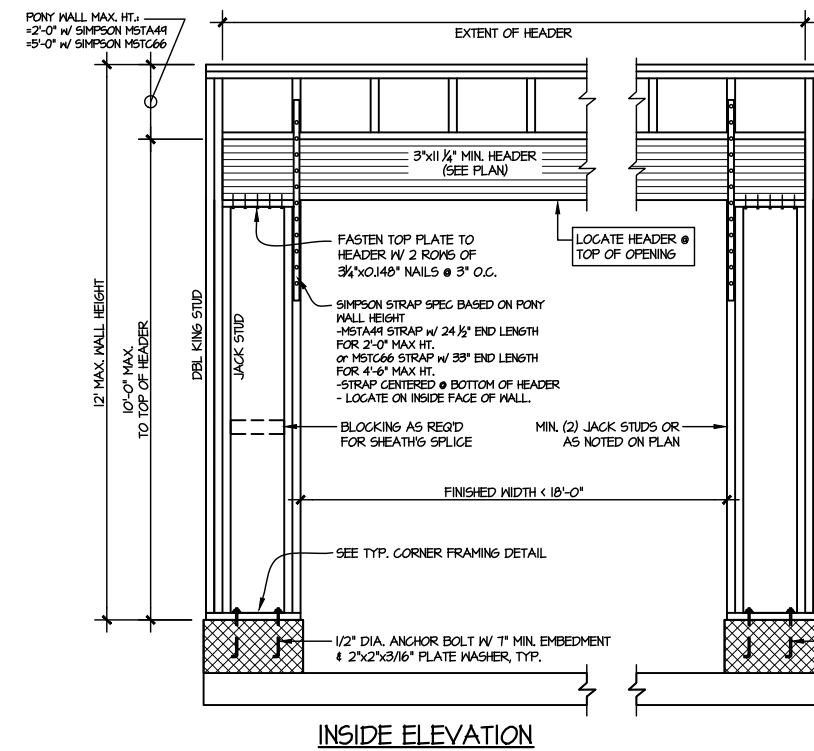 PONY WALL MAX. HT.:
=2'-0" W/ SIMPSON MSTA49
=5'-0" W/ SIMPSON MSTC66
EXTENT OF HEADER
3"x11 1/4" MIN. HEADER
(SEE PLAN)
FASTEN TOP PLATE TO
HEADER W/ 2 ROWS OF
3 1/4"x0.148" NAILS @ 3" O.C.
LOCATE HEADER @
TOP OF OPENING
SIMPSON STRAP SPEC BASED ON PONY
WALL HEIGHT
-MSTA49 STRAP W/ 24 1/2" END LENGTH
FOR 2'-0" MAX HT.
or MSTC66 STRAP W/ 33" END LENGTH
FOR 4'-6" MAX HT.
-STRAP CENTERED @ BOTTOM OF HEADER
- LOCATE ON INSIDE FACE OF WALL.
12' MAX. WALL HEIGHT
10'-0" MAX.
TO TOP OF HEADER
DBL KING STUD
JACK STUD
BLOCKING AS REQ'D
FOR SHEATH'G SPLICE
MIN. (2) JACK STUDS OR
AS NOTED ON PLAN
FINISHED WIDTH < 18'-0"
SEE TYP. CORNER FRAMING DETAIL
1/2" DIA. ANCHOR BOLT W/ 7" MIN. EMBEDMENT
& 2"x2"x3/16" PLATE WASHER, TYP.
INSIDE ELEVATION